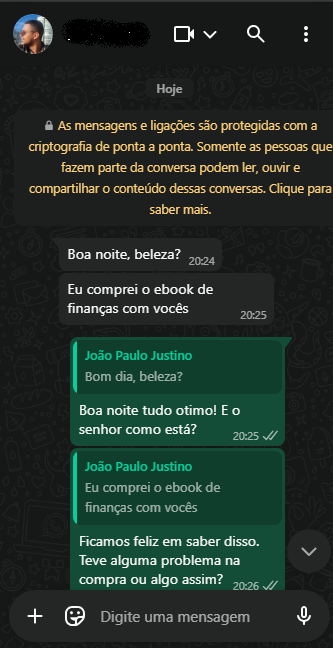 Hoje
As mensagens e ligações são protegidas com a
criptografia de ponta a ponta. Somente as pessoas que
fazem parte da conversa podem ler, ouvir e
compartilhar o conteúdo dessas conversas. Clique para
saber mais.
Boa noite, beleza? 20:24
Eu comprei o ebook de
finanças com vocês 20:25
João Paulo Justino
Bom dia, beleza?
Boa noite tudo otimo! E o
senhor como está? 20:25
João Paulo Justino
Eu comprei o ebook de
finanças com vocês
Ficamos feliz em saber disso.
Teve alguma problema na
compra ou algo assim? 20:26
Digite uma mensagem